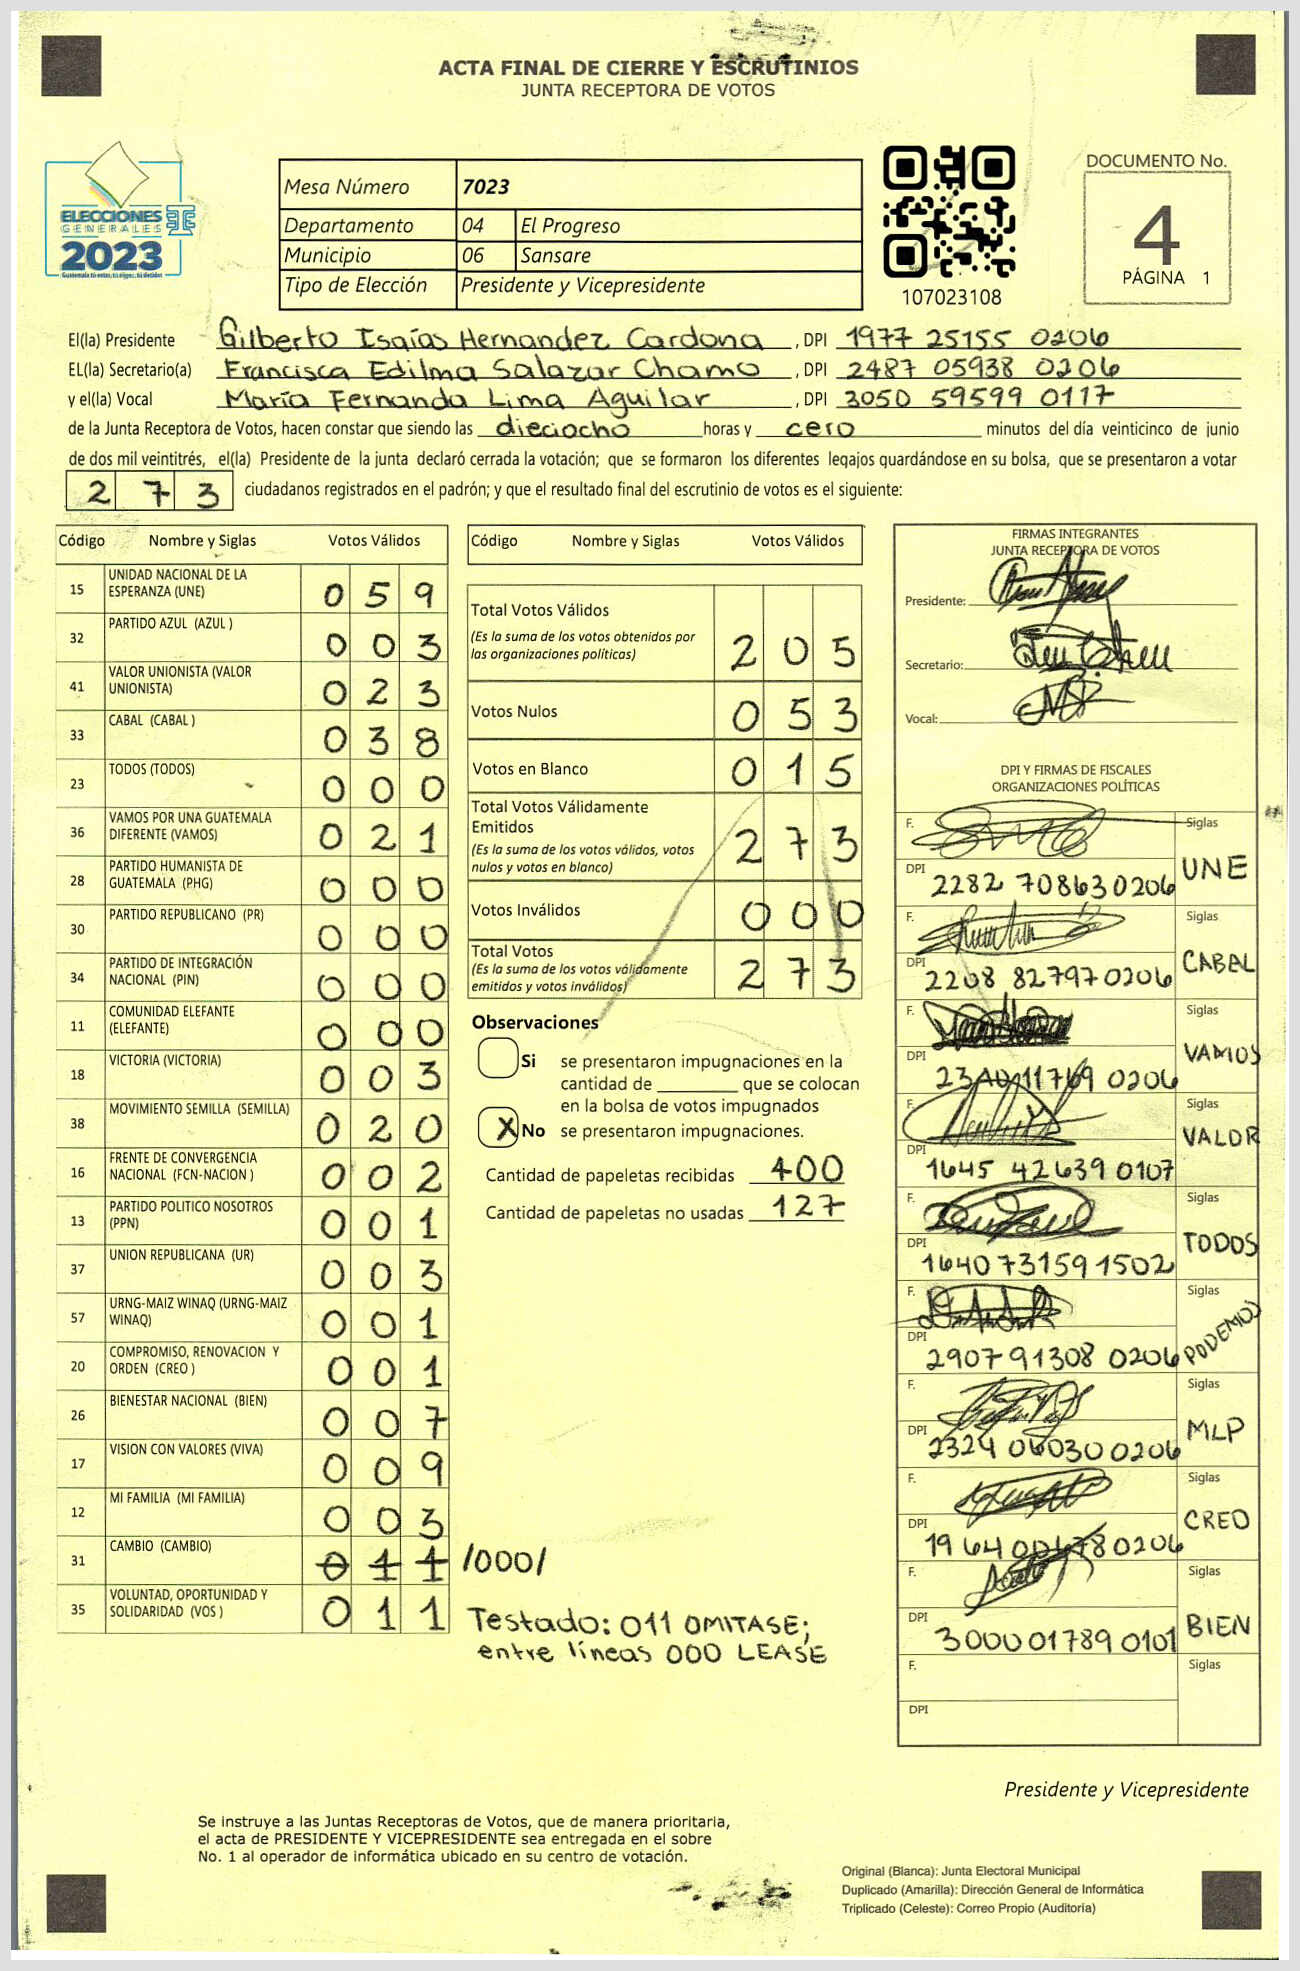 ACTA FINAL DE CIERRE Y ESCRUTINIOS
JUNTA RECEPTORA DE VOTOS
ELECCIONES
GENERALES
2023
Mesa Número 7023
Departamento 04 El Progreso
Municipio 06 Sansare
Tipo de Elección Presidente y Vicepresidente
107023108
DOCUMENTO No.
4
PÁGINA 1
El(la) Presidente Gilberto Isaías Hernandez Cardona, DPI 1977 25155 0206
EL(la) Secretario(a) Francisca Edilma Salazar Chamo, DPI 2487 05938 0206
y el(la) Vocal María Fernanda Lima Aguilar, DPI 3050 59599 0117
de la Junta Receptora de Votos, hacen constar que siendo las dieciocho horas y cero minutos del día veinticinco de junio
de dos mil veintitrés, el(la) Presidente de la junta declaró cerrada la votación; que se formaron los diferentes legajos guardándose en su bolsa, que se presentaron a votar
273 ciudadanos registrados en el padrón; y que el resultado final del escrutinio de votos es el siguiente:
Código Nombre y Siglas Votos Válidos
15 UNIDAD NACIONAL DE LA
ESPERANZA (UNE) 0 5 9
32 PARTIDO AZUL (AZUL ) 0 0 3
41 VALOR UNIONISTA (VALOR
UNIONISTA) 0 2 3
33 CABAL (CABAL ) 0 3 8
23 TODOS (TODOS) 0 0 0
36 VAMOS POR UNA GUATEMALA
DIFERENTE (VAMOS) 0 2 1
28 PARTIDO HUMANISTA DE
GUATEMALA (PHG) 0 0 0
30 PARTIDO REPUBLICANO (PR) 0 0 0
34 PARTIDO DE INTEGRACIÓN
NACIONAL (PIN) 0 0 0
11 COMUNIDAD ELEFANTE
(ELEFANTE) 0 0 0
18 VICTORIA (VICTORIA) 0 0 3
38 MOVIMIENTO SEMILLA (SEMILLA) 0 2 0
16 FRENTE DE CONVERGENCIA
NACIONAL (FCN-NACION ) 0 0 2
13 PARTIDO POLITICO NOSOTROS
(PPN) 0 0 1
37 UNION REPUBLICANA (UR) 0 0 3
57 URNG-MAIZ WINAQ (URNG-MAIZ
WINAQ) 0 0 1
20 COMPROMISO, RENOVACION Y
ORDEN (CREO ) 0 0 1
26 BIENESTAR NACIONAL (BIEN) 0 0 7
17 VISION CON VALORES (VIVA) 0 0 9
12 MI FAMILIA (MI FAMILIA) 0 0 3
31 CAMBIO (CAMBIO) 0 1 1 /000/
35 VOLUNTAD, OPORTUNIDAD Y
SOLIDARIDAD (VOS ) 0 1 1
Código Nombre y Siglas Votos Válidos
Total Votos Válidos
(Es la suma de los votos obtenidos por
las organizaciones políticas) 2 0 5
Votos Nulos 0 5 3
Votos en Blanco 0 1 5
Total Votos Válidamente
Emitidos
(Es la suma de los votos válidos, votos
nulos y votos en blanco) 2 7 3
Votos Inválidos 0 0 0
Total Votos
(Es la suma de los votos válidamente
emitidos y votos inválidos) 2 7 3
Observaciones
Si se presentaron impugnaciones en la
cantidad de ________ que se colocan
en la bolsa de votos impugnados
X No se presentaron impugnaciones.
Cantidad de papeletas recibidas 400
Cantidad de papeletas no usadas 127
Testado: 011 OMITASE;
entre líneas 000 LEASE
FIRMAS INTEGRANTES
JUNTA RECEPTORA DE VOTOS
Presidente:
Secretario:
Vocal:
DPI Y FIRMAS DE FISCALES
ORGANIZACIONES POLÍTICAS
F. Siglas
DPI 2282 70863 0206 UNE
F. Siglas
DPI 2208 82797 0206 CABAL
F. Siglas
DPI 0206 VAMOS
F. Siglas
DPI 1645 42639 0107 VALOR
F. Siglas
DPI 1640 73159 1502 TODOS
F. Siglas
DPI 2907 91308 0206 PODEMOS
F. Siglas
DPI 2324 06030 0206 MLP
F. Siglas
DPI 0206 CREO
F. Siglas
DPI 3000 01789 0101 BIEN
F. Siglas
DPI
Presidente y Vicepresidente
Se instruye a las Juntas Receptoras de Votos, que de manera prioritaria,
el acta de PRESIDENTE Y VICEPRESIDENTE sea entregada en el sobre
No. 1 al operador de informática ubicado en su centro de votación.
Original (Blanca): Junta Electoral Municipal
Duplicado (Amarilla): Dirección General de Informática
Triplicado (Celeste): Correo Propio (Auditoría)